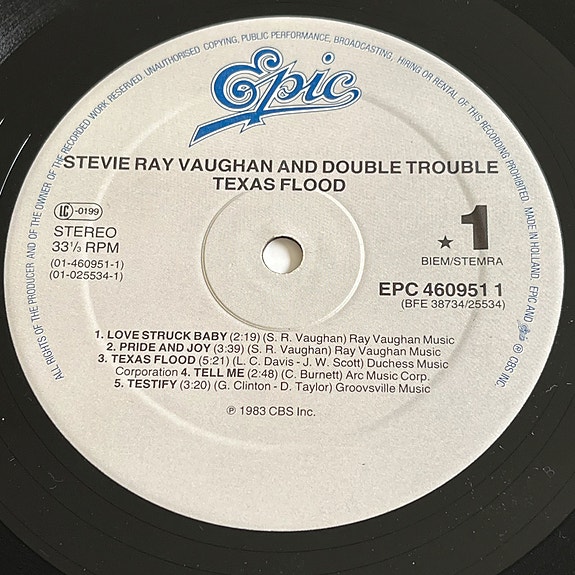 ALL RIGHTS OF THE PRODUCER AND OF THE OWNER OF THE RECORDED WORK RESERVED. UNAUTHORISED COPYING, PUBLIC PERFORMANCE, BROADCASTING, HIRING OR RENTAL OF THIS RECORDING PROHIBITED. MADE IN HOLLAND. EPIC AND ARE ® CBS INC.
Epic
STEVIE RAY VAUGHAN AND DOUBLE TROUBLE
TEXAS FLOOD
LC -0199
STEREO
33⅓ RPM
(01-460951-1)
(01-025534-1)
★ 1
BIEM/STEMRA
EPC 460951 1
(BFE 38734/25534)
1. LOVE STRUCK BABY (2:19) (S. R. Vaughan) Ray Vaughan Music
2. PRIDE AND JOY (3:39) (S. R. Vaughan) Ray Vaughan Music
3. TEXAS FLOOD (5:21) (L. C. Davis - J. W. Scott) Duchess Music
Corporation 4. TELL ME (2:48) (C. Burnett) Arc Music Corp.
5. TESTIFY (3:20) (G. Clinton - D. Taylor) Groovsville Music
℗ 1983 CBS Inc.